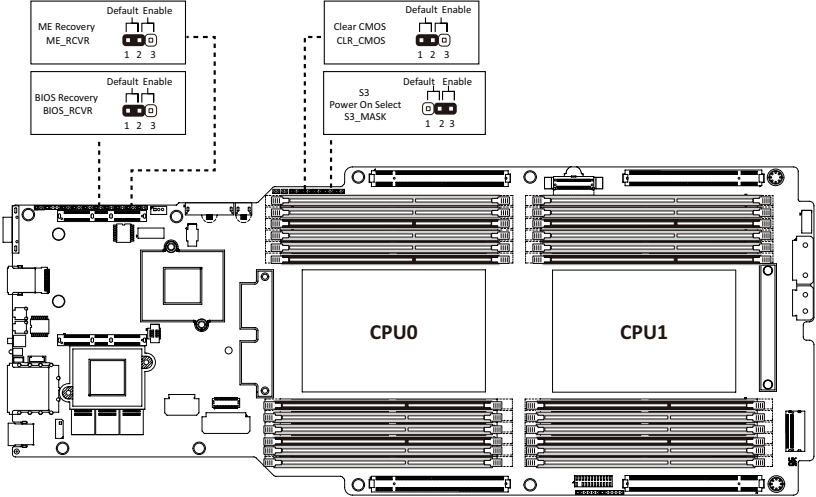 Default Enable
ME Recovery
ME_RCVR
1 2 3
Default Enable
BIOS Recovery
BIOS_RCVR
1 2 3
Default Enable
Clear CMOS
CLR_CMOS
1 2 3
Default Enable
S3
Power On Select
S3_MASK
1 2 3
CPU0
CPU1